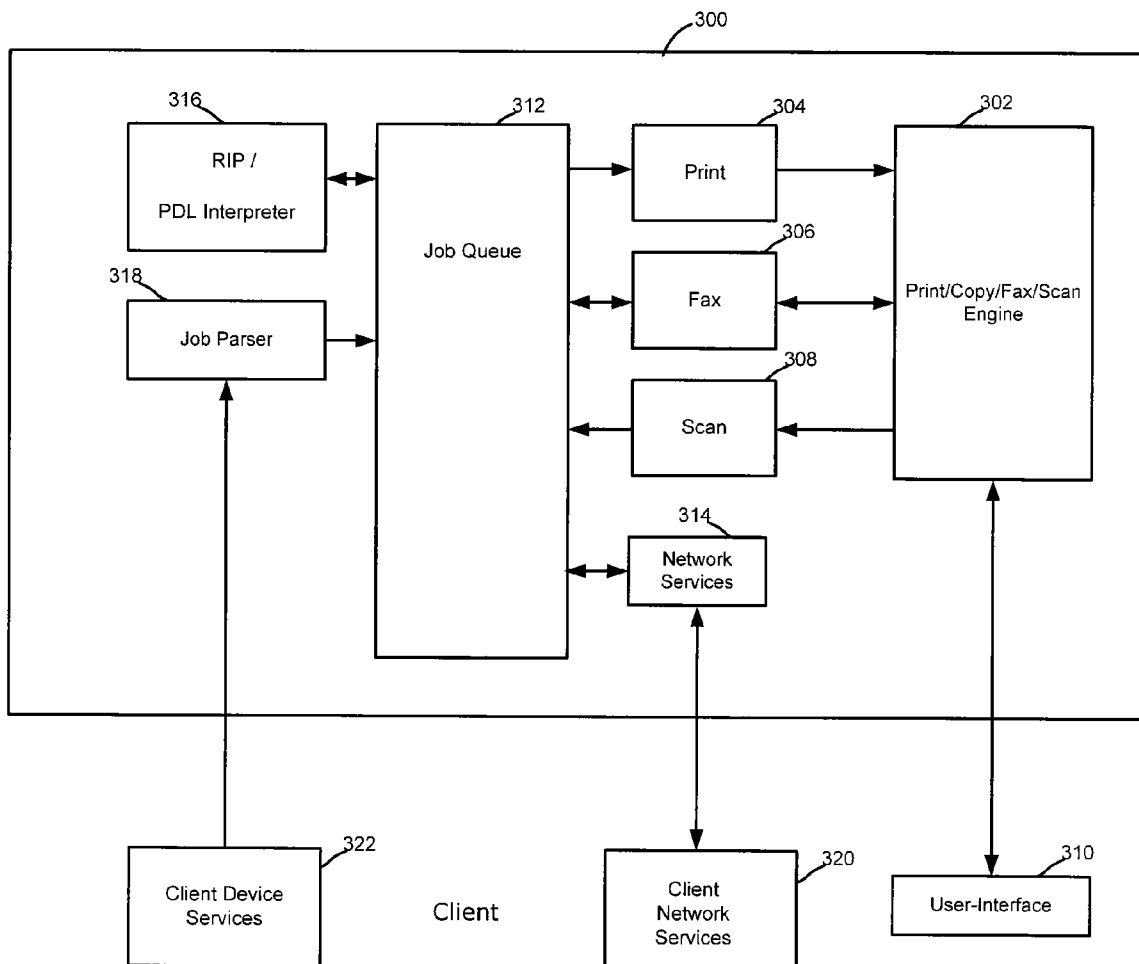 300
316
312
304
302
RIP /
PDL Interpreter
Print
306
Job Queue
318
Fax
Print/Copy/Fax/Scan
Engine
Job Parser
308
Scan
314
Network
Services
322
320
310
Client Device
Services
Client
Client
Network
Services
User-Interface